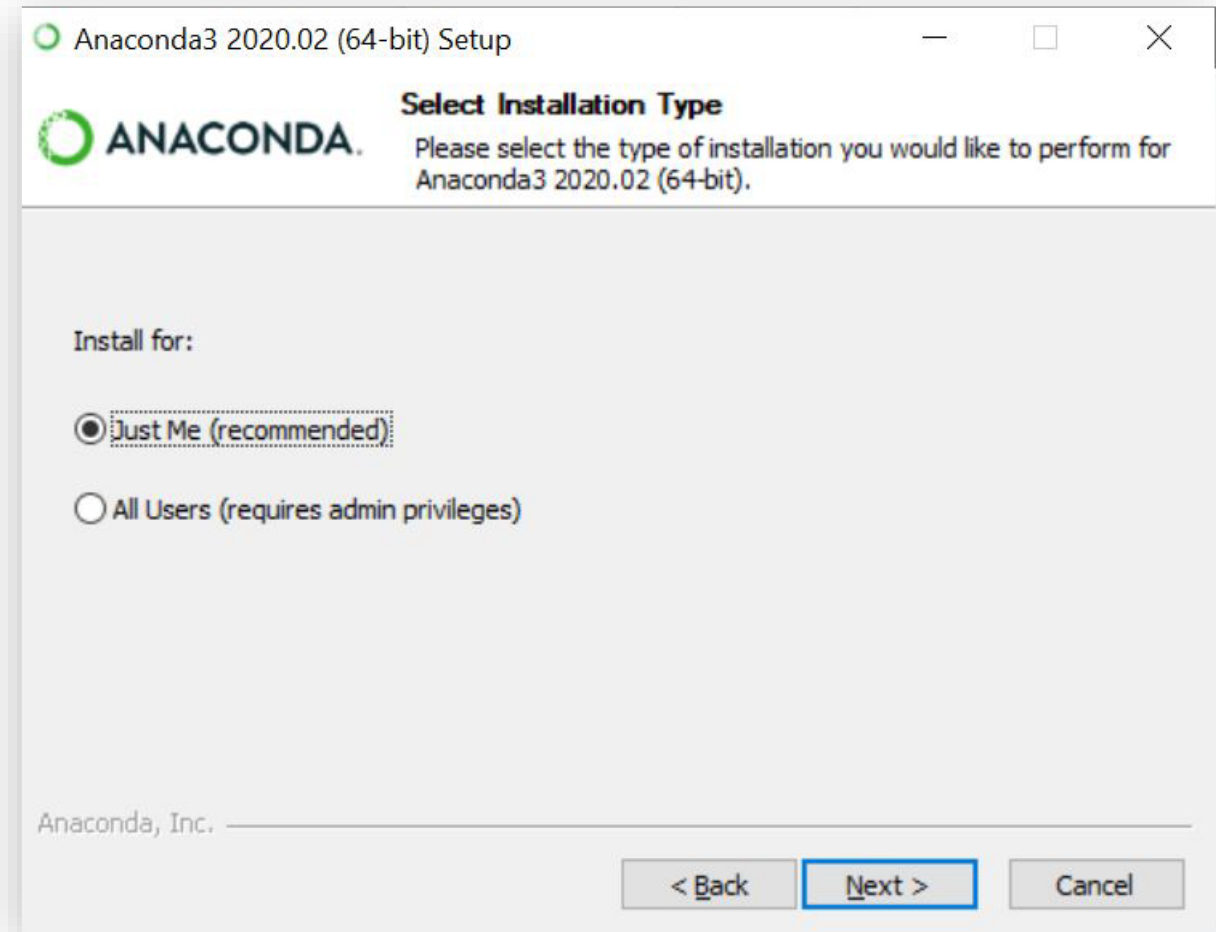 Anaconda3 2020.02 (64-bit) Setup
ANACONDA.
Select Installation Type
Please select the type of installation you would like to perform for
Anaconda3 2020.02 (64-bit).
Install for:
Just Me (recommended)
All Users (requires admin privileges)
Anaconda, Inc.
< Back
Next >
Cancel